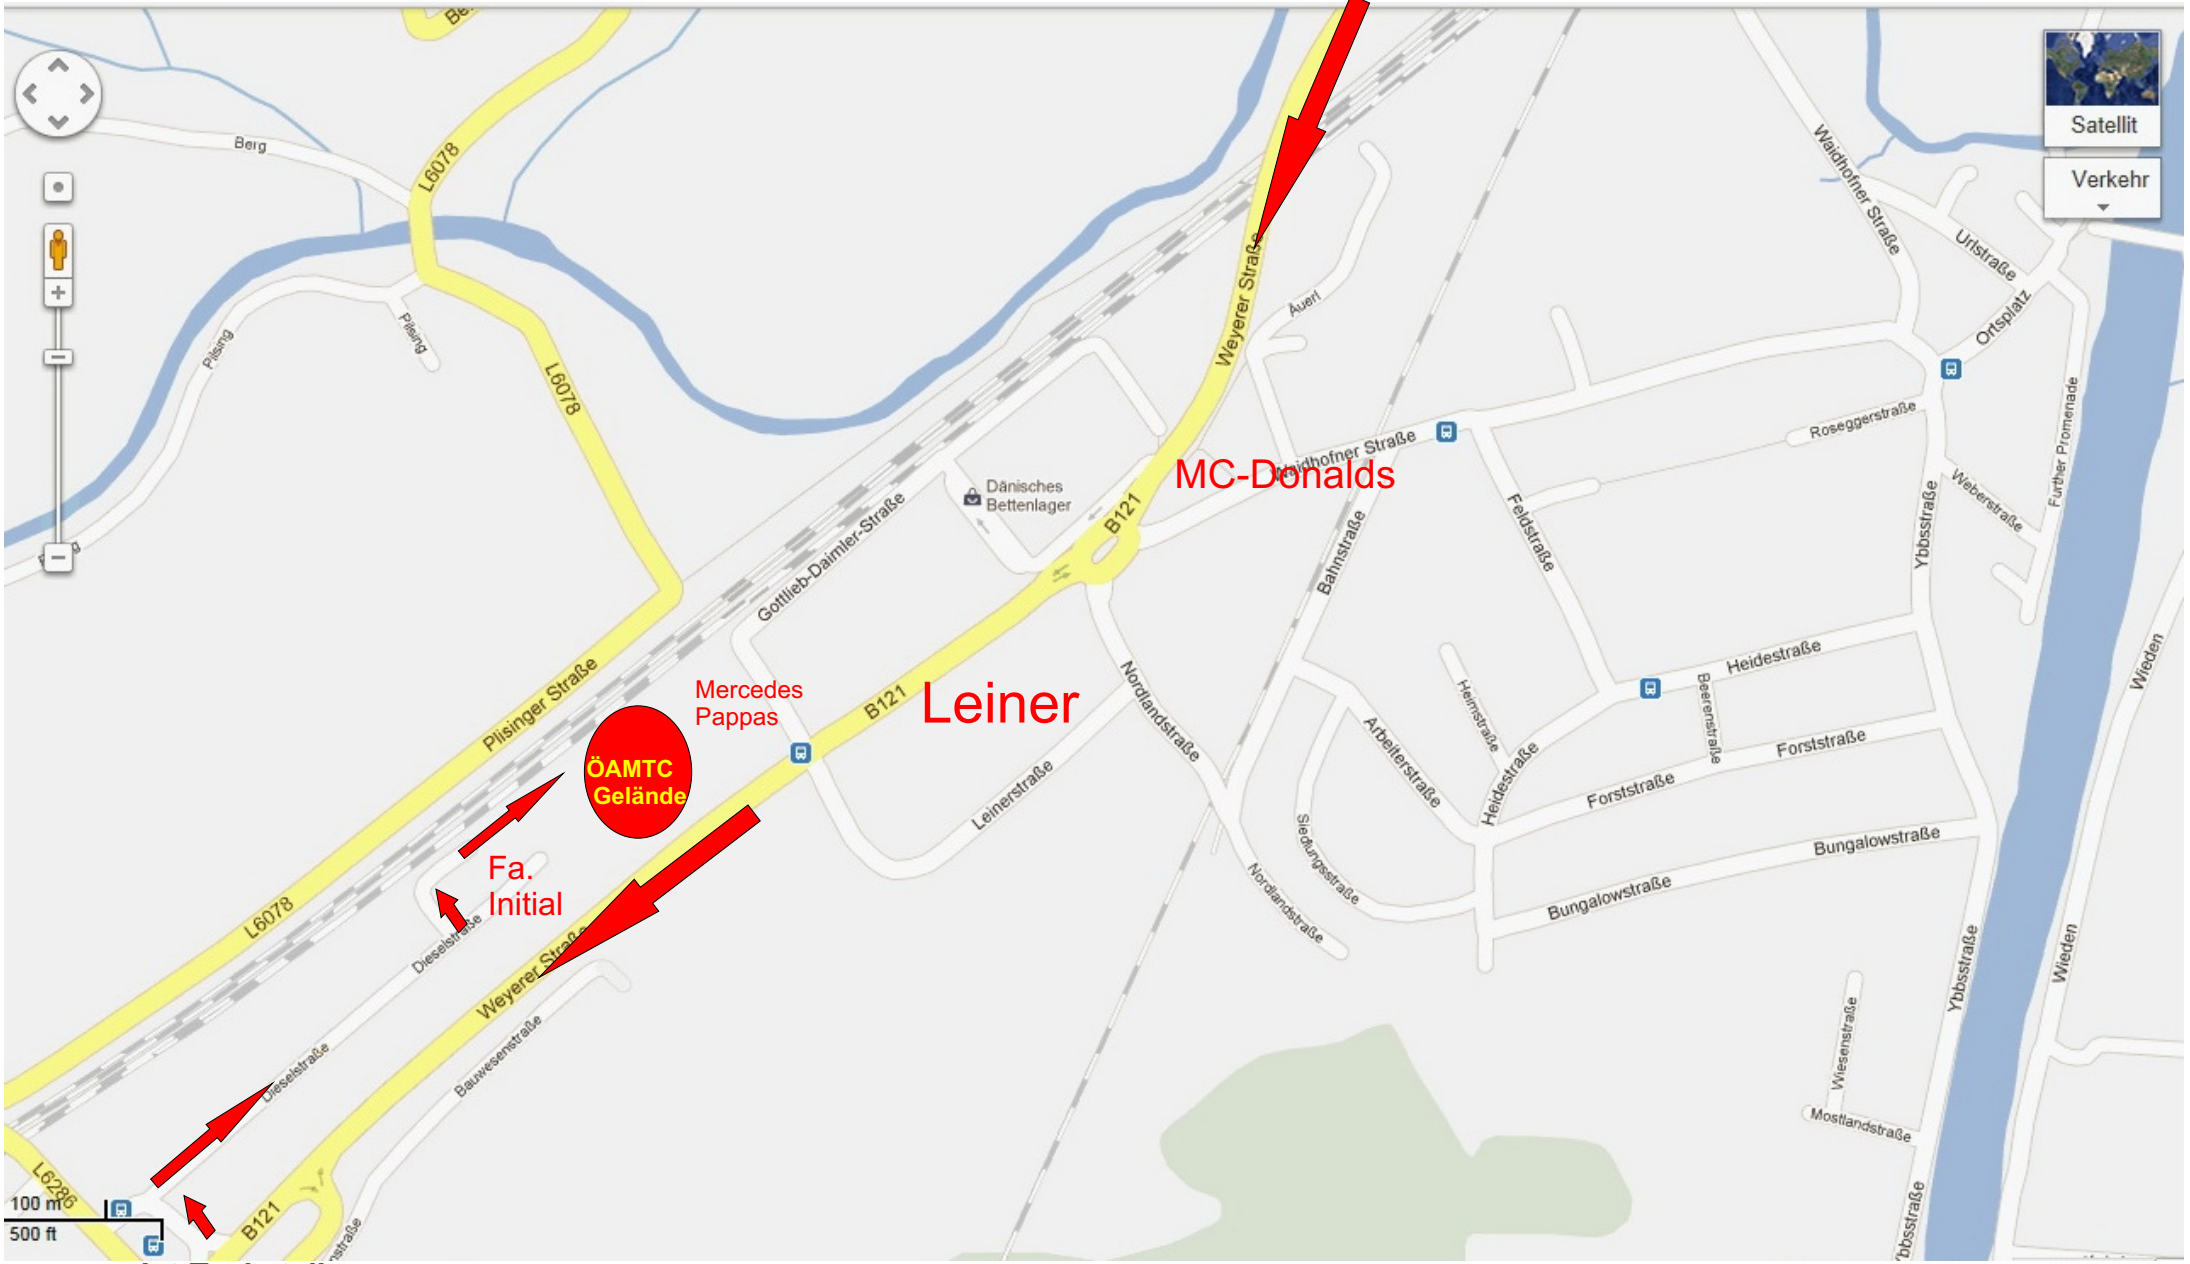 Berg
L6078
Satellit
Verkehr
Waidhofner Straße
Urlstraße
Ortsplatz
Pilsing
Pilsing
Weyerer Straße
Äuerl
L6078
Roseggerstraße
Further Promenade
Waidhofner Straße
MC-Donalds
Dänisches
Bettenlager
B121
Gottlieb-Daimler-Straße
Weberstraße
Ybbsstraße
Feldstraße
Bahnstraße
Plisinger Straße
Mercedes
Pappas
B121
Leiner
Nordlandstraße
Heimstraße
Heidestraße
Beerenstraße
Wieden
ÖAMTC
Gelände
Leinerstraße
Arbeiterstraße
Heidestraße
Forststraße
Forststraße
Siedlungsstraße
Bungalowstraße
Bungalowstraße
Fa.
Initial
Dieselstraße
L6078
Weyerer Straße
Nordlandstraße
Ybbsstraße
Wieden
Bauwesenstraße
Dieselstraße
Wiesenstraße
Mostlandstraße
L6286
100 m
500 ft
B121
Ybbsstraße